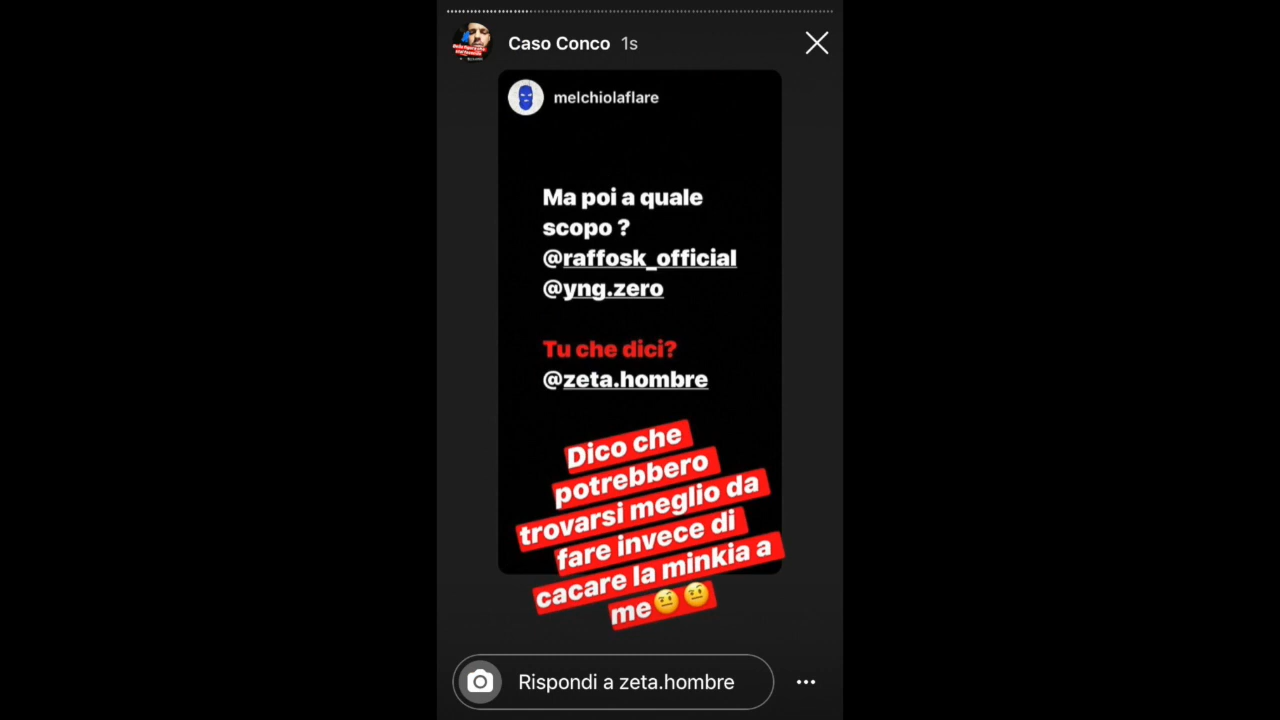 Caso Conco 1s
melchiolaflare
Ma poi a quale
scopo ?
@raffosk_official
@yng.zero
Tu che dici?
@zeta.hombre
Dico che
potrebbero
trovarsi meglio da
fare invece di
cacare la minkia a
me🤨🤨
Rispondi a zeta.hombre